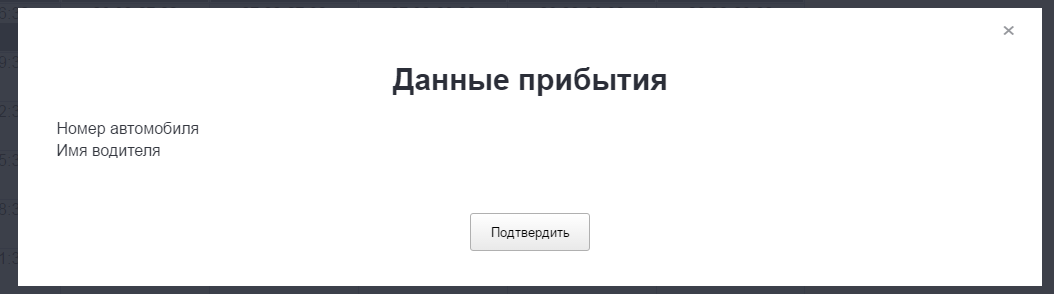 ×
Данные прибытия
Номер автомобиля
Имя водителя
Подтвердить